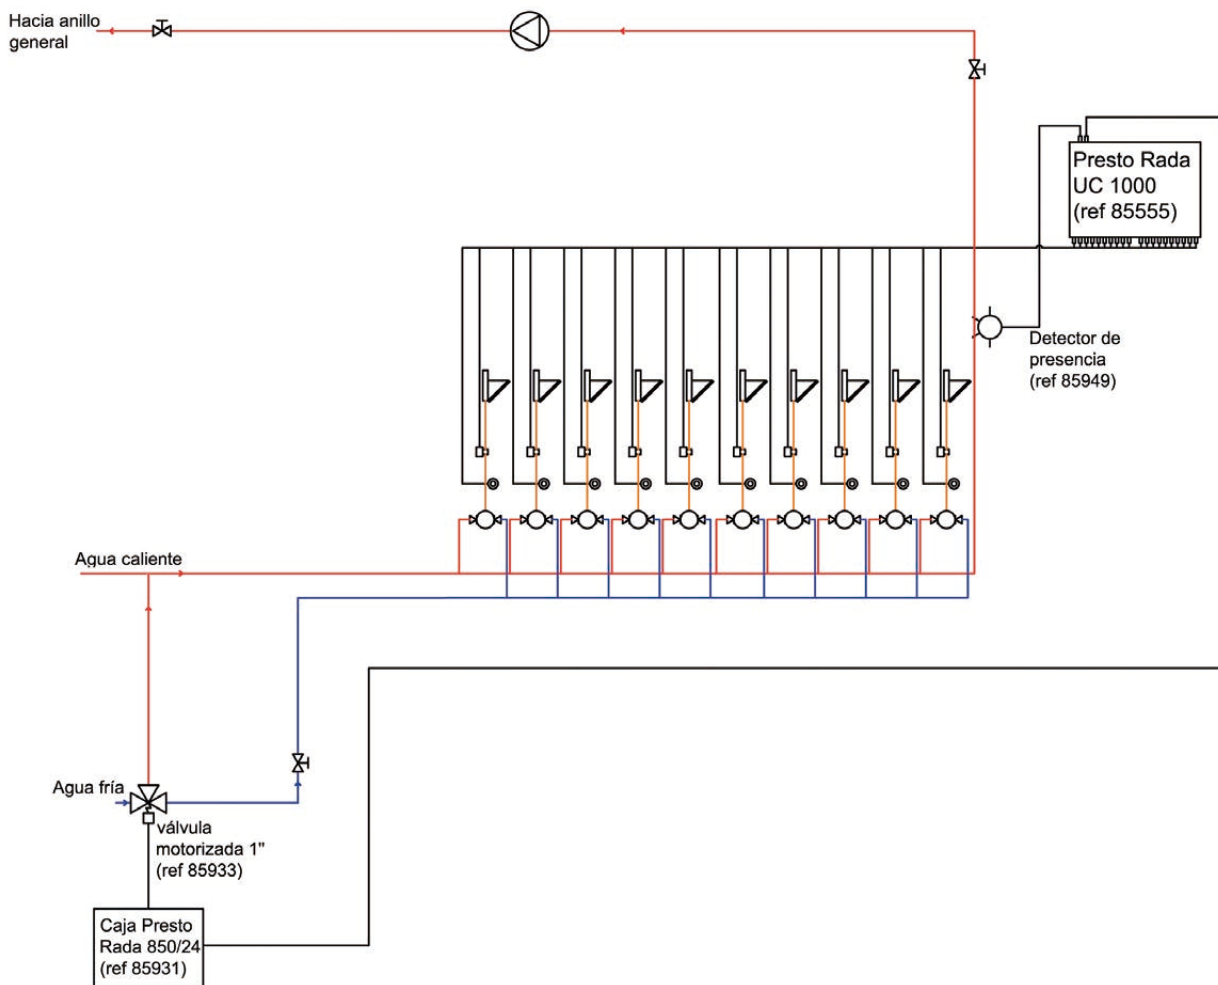 Hacia anillo
general
Presto Rada
UC 1000
(ref 85555)
Detector de
presencia
(ref 85949)
Agua caliente
Agua fría
válvula
motorizada 1"
(ref 85933)
Caja Presto
Rada 850/24
(ref 85931)